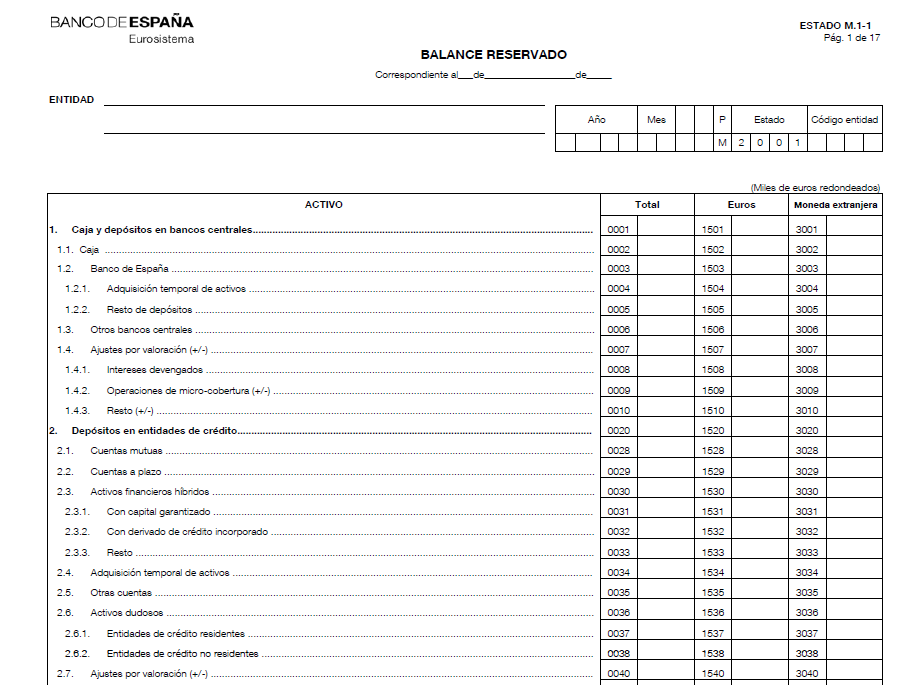 BANCO DE ESPAÑA
Eurosistema
ESTADO M.1-1
Pág. 1 de 17
BALANCE RESERVADO
Correspondiente al___de__________________de_____
ENTIDAD
Año Mes P Estado Código entidad
M 2 0 0 1
(Miles de euros redondeados)
ACTIVO Total Euros Moneda extranjera
1. Caja y depósitos en bancos centrales 0001 1501 3001
1.1. Caja 0002 1502 3002
1.2. Banco de España 0003 1503 3003
1.2.1. Adquisición temporal de activos 0004 1504 3004
1.2.2. Resto de depósitos 0005 1505 3005
1.3. Otros bancos centrales 0006 1506 3006
1.4. Ajustes por valoración (+/-) 0007 1507 3007
1.4.1. Intereses devengados 0008 1508 3008
1.4.2. Operaciones de micro-cobertura (+/-) 0009 1509 3009
1.4.3. Resto (+/-) 0010 1510 3010
2. Depósitos en entidades de crédito 0020 1520 3020
2.1. Cuentas mutuas 0028 1528 3028
2.2. Cuentas a plazo 0029 1529 3029
2.3. Activos financieros híbridos 0030 1530 3030
2.3.1. Con capital garantizado 0031 1531 3031
2.3.2. Con derivado de crédito incorporado 0032 1532 3032
2.3.3. Resto 0033 1533 3033
2.4. Adquisición temporal de activos 0034 1534 3034
2.5. Otras cuentas 0035 1535 3035
2.6. Activos dudosos 0036 1536 3036
2.6.1. Entidades de crédito residentes 0037 1537 3037
2.6.2. Entidades de crédito no residentes 0038 1538 3038
2.7. Ajustes por valoración (+/-) 0040 1540 3040